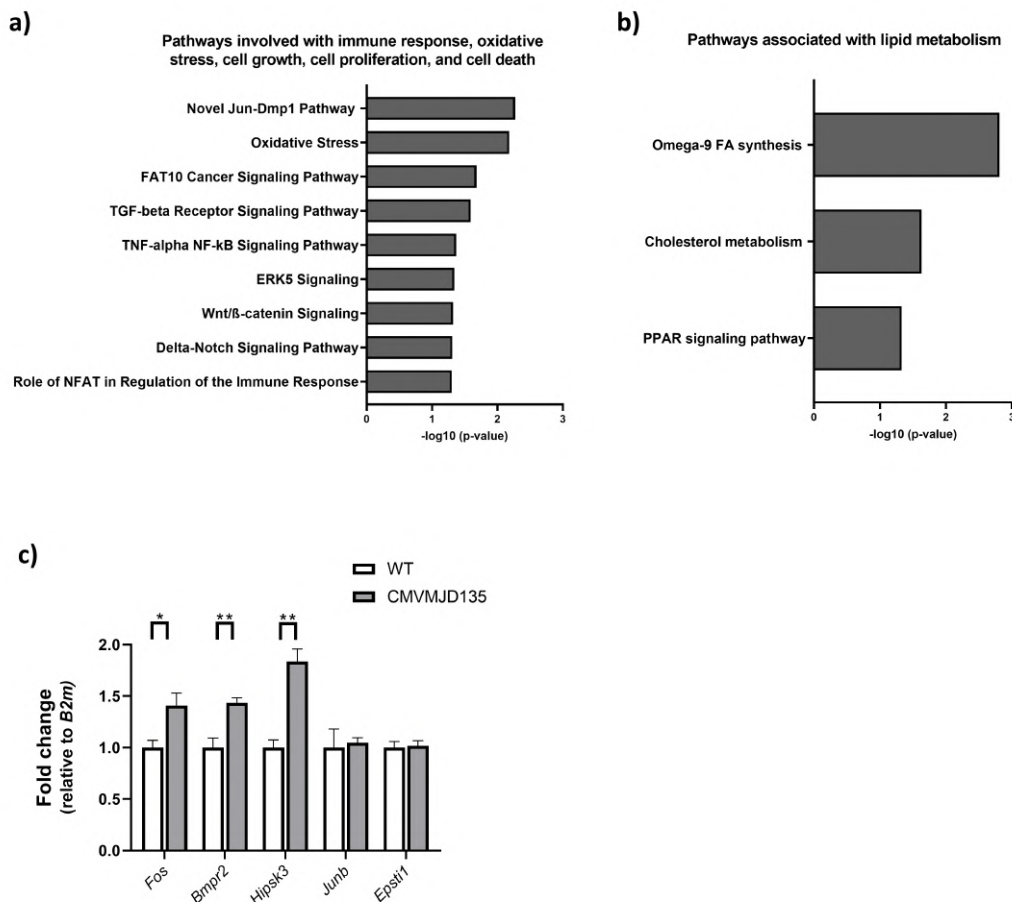 a)
Pathways involved with immune response, oxidative
stress, cell growth, cell proliferation, and cell death
Novel Jun-Dmp1 Pathway
Oxidative Stress
FAT10 Cancer Signaling Pathway
TGF-beta Receptor Signaling Pathway
TNF-alpha NF-kB Signaling Pathway
ERK5 Signaling
Wnt/ß-catenin Signaling
Delta-Notch Signaling Pathway
Role of NFAT in Regulation of the Immune Response
0 1 2 3
-log10 (p-value)
b)
Pathways associated with lipid metabolism
Omega-9 FA synthesis
Cholesterol metabolism
PPAR signaling pathway
0 1 2 3
-log10 (p-value)
c)
WT
CMVMJD135
* ** **
Fold change
(relative to B2m)
2.0
1.5
1.0
0.5
0.0
Fos Bmpr2 Hipsk3 Junb Epsti1